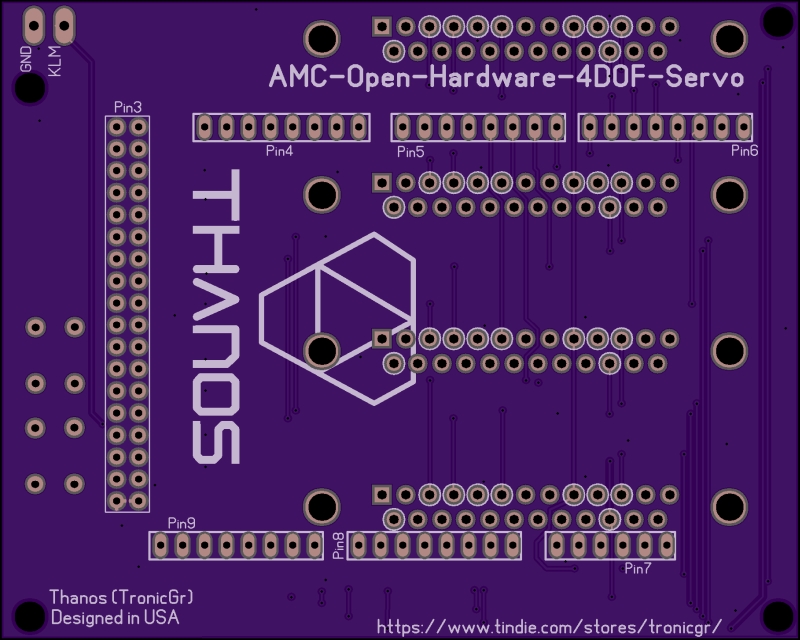 GND
KLM
AMC-Open-Hardware-4DOF-Servo
Pin3
Pin4
Pin5
Pin6
THANOS
Pin9
Pin8
Pin7
Thanos (TronicGr)
Designed in USA
https://www.tindie.com/stores/tronicgr/